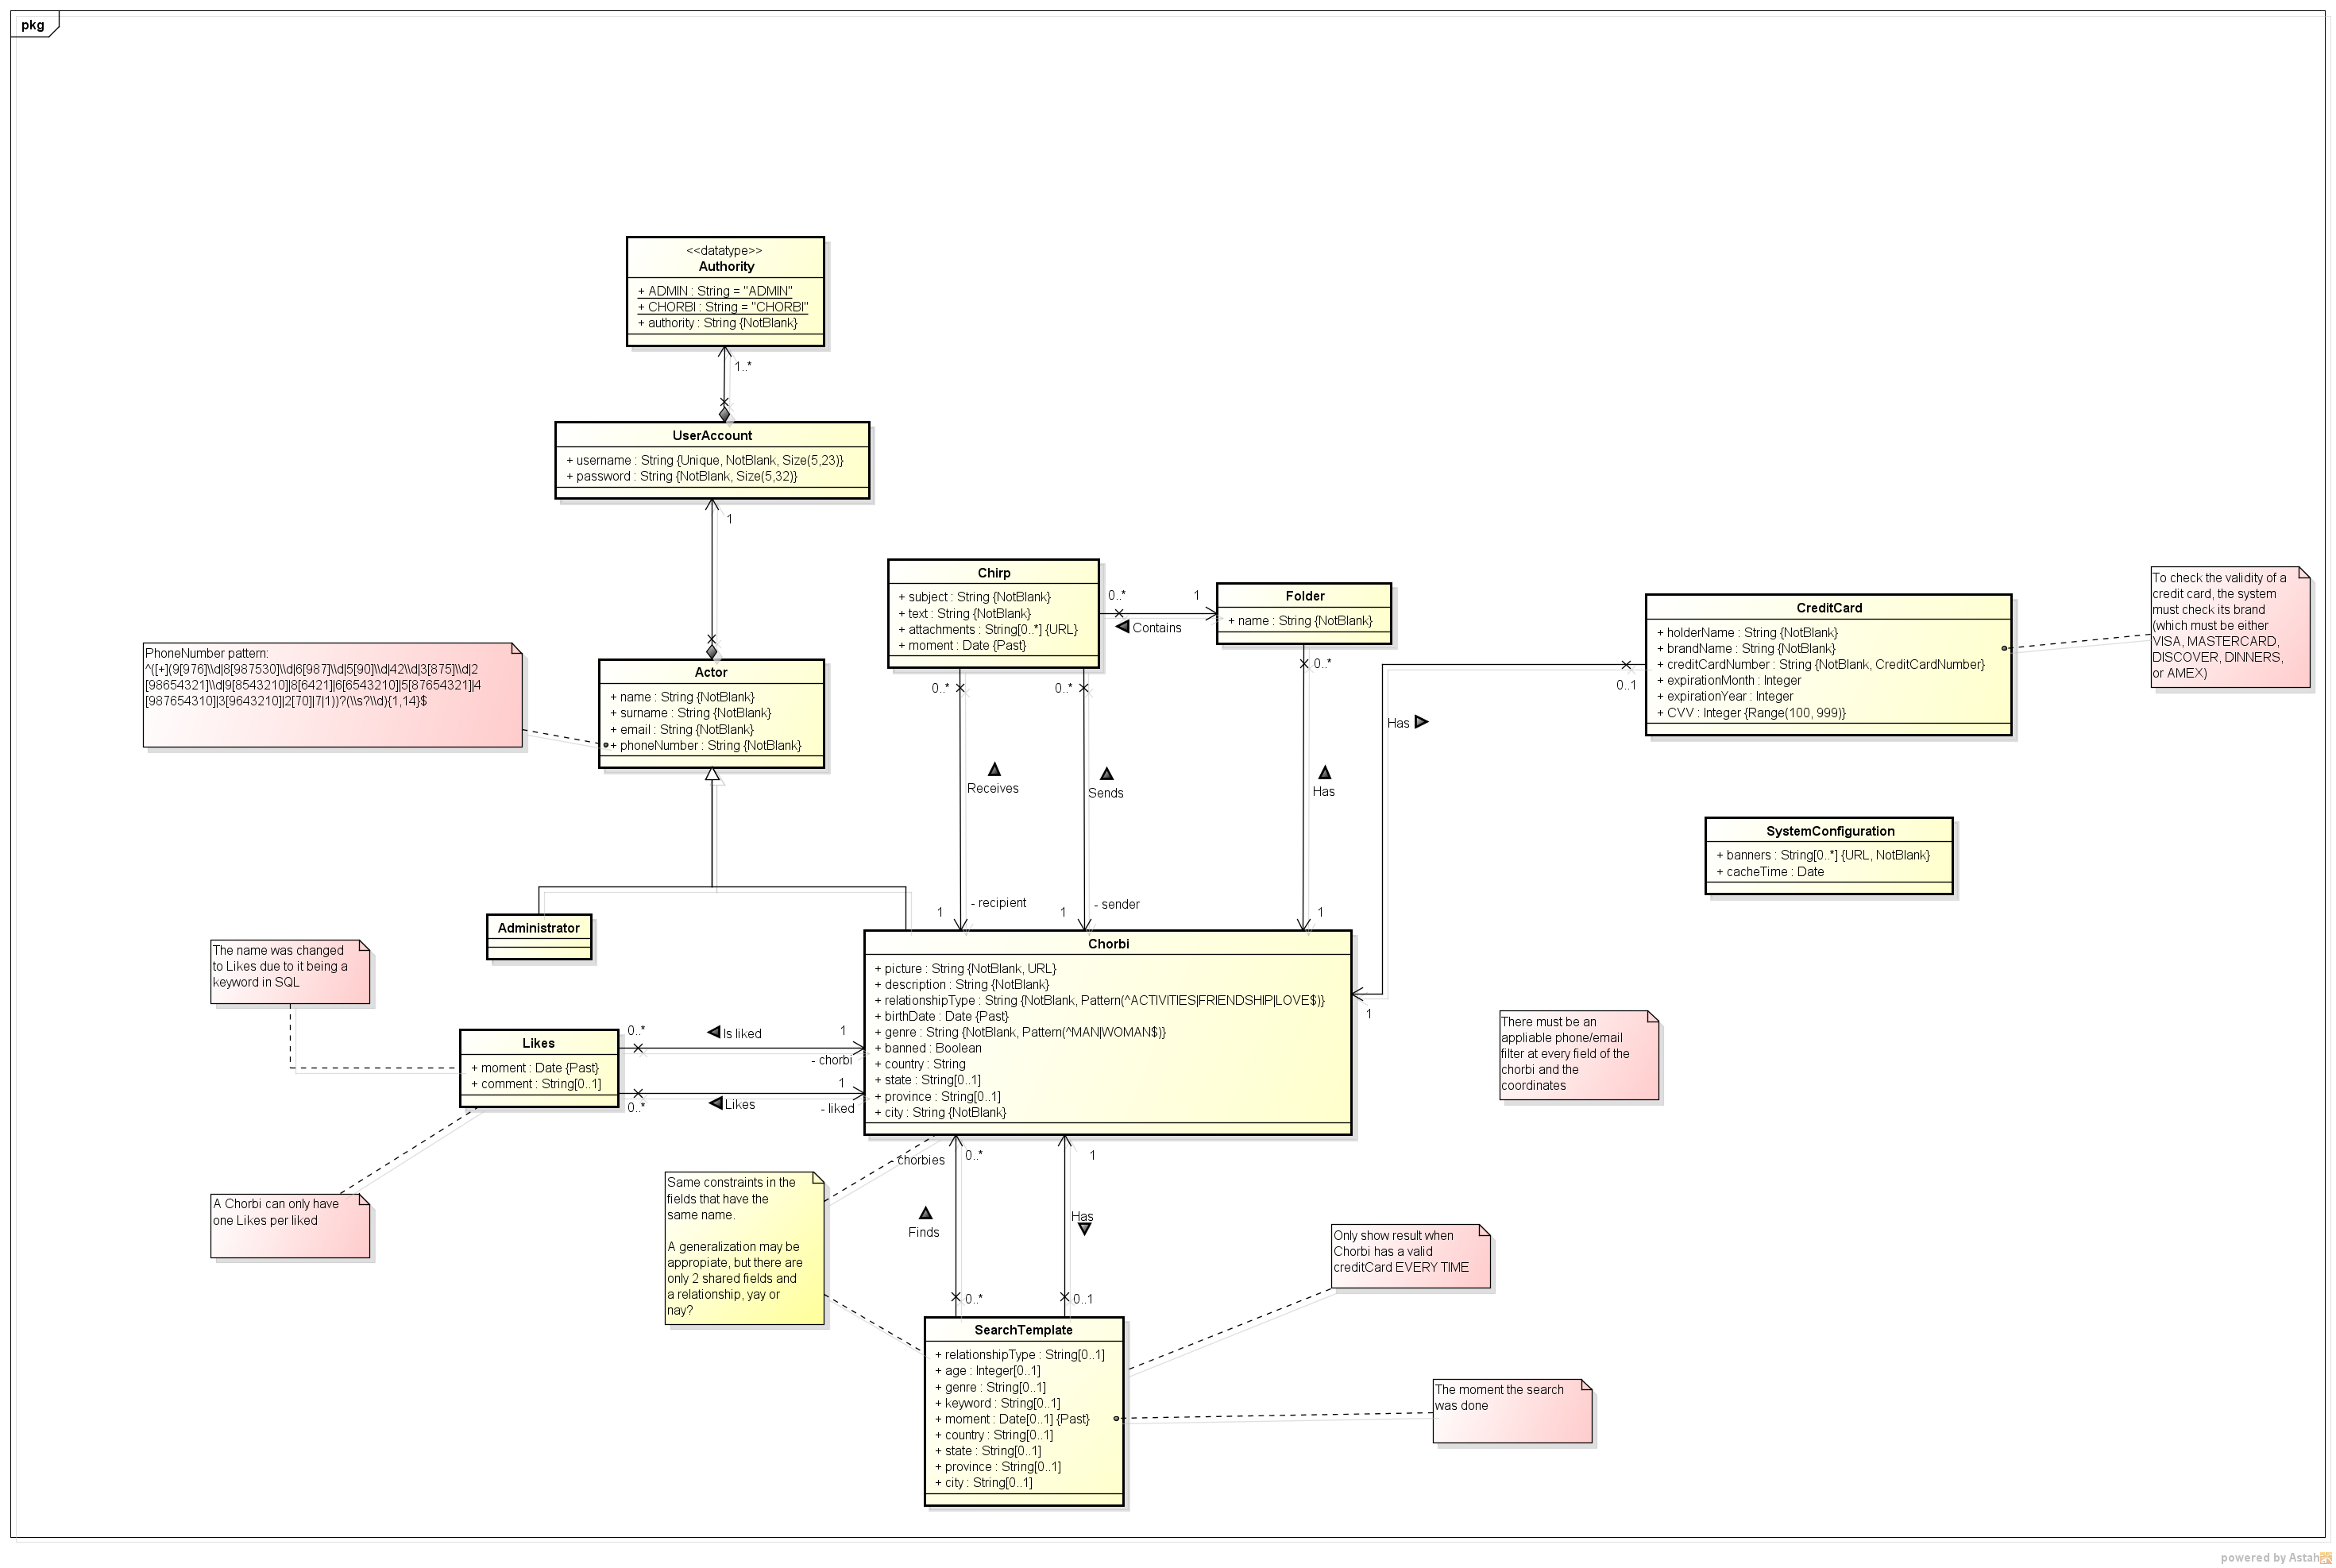 pkg
<<datatype>>
Authority
+ ADMIN : String = "ADMIN"
+ CHORBI : String = "CHORBI"
+ authority : String {NotBlank}
1..*
UserAccount
+ username : String {Unique, NotBlank, Size(5,23)}
+ password : String {NotBlank, Size(5,32)}
1
PhoneNumber pattern:
^([+](9[976]\\d|8[987530]\\d|6[987]\\d|5[90]\\d|42\\d|3[875]\\d|2
[98654321]\\d|9[8543210]|8[6421]|6[6543210]|5[87654321]|4
[987654310]|3[9643210]|2[70]|7|1))?(\\s?\\d){1,14}$
Actor
+ name : String {NotBlank}
+ surname : String {NotBlank}
+ email : String {NotBlank}
+ phoneNumber : String {NotBlank}
Chirp
+ subject : String {NotBlank}
+ text : String {NotBlank}
+ attachments : String[0..*] {URL}
+ moment : Date {Past}
0..*
1
Contains
Folder
+ name : String {NotBlank}
0..*
0..*
0..*
CreditCard
+ holderName : String {NotBlank}
+ brandName : String {NotBlank}
+ creditCardNumber : String {NotBlank, CreditCardNumber}
+ expirationMonth : Integer
+ expirationYear : Integer
+ CVV : Integer {Range(100, 999)}
0..1
To check the validity of a
credit card, the system
must check its brand
(which must be either
VISA, MASTERCARD,
DISCOVER, DINNERS,
or AMEX)
Has
Receives
Sends
Has
SystemConfiguration
+ banners : String[0..*] {URL, NotBlank}
+ cacheTime : Date
1
- recipient
1
- sender
1
Administrator
The name was changed
to Likes due to it being a
keyword in SQL
Chorbi
+ picture : String {NotBlank, URL}
+ description : String {NotBlank}
+ relationshipType : String {NotBlank, Pattern(^ACTIVITIES|FRIENDSHIP|LOVE$)}
+ birthDate : Date {Past}
+ genre : String {NotBlank, Pattern(^MAN|WOMAN$)}
+ banned : Boolean
+ country : String
+ state : String[0..1]
+ province : String[0..1]
+ city : String {NotBlank}
1
There must be an
appliable phone/email
filter at every field of the
chorbi and the
coordinates
Likes
+ moment : Date {Past}
+ comment : String[0..1]
0..*
Is liked
1
- chorbi
0..*
Likes
1
- liked
A Chorbi can only have
one Likes per liked
Same constraints in the
fields that have the
same name.
A generalization may be
appropiate, but there are
only 2 shared fields and
a relationship, yay or
nay?
- chorbies
0..*
1
Finds
Has
0..*
0..1
Only show result when
Chorbi has a valid
creditCard EVERY TIME
SearchTemplate
+ relationshipType : String[0..1]
+ age : Integer[0..1]
+ genre : String[0..1]
+ keyword : String[0..1]
+ moment : Date[0..1] {Past}
+ country : String[0..1]
+ state : String[0..1]
+ province : String[0..1]
+ city : String[0..1]
The moment the search
was done
powered by Astah